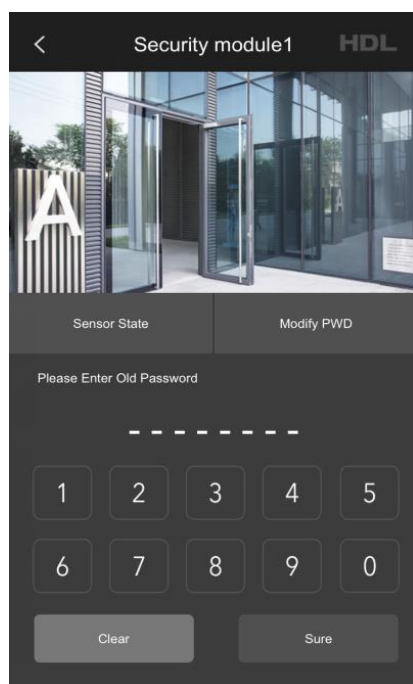 Security module1 HDL
A
Sensor State Modify PWD
Please Enter Old Password
1 2 3 4 5
6 7 8 9 0
Clear Sure